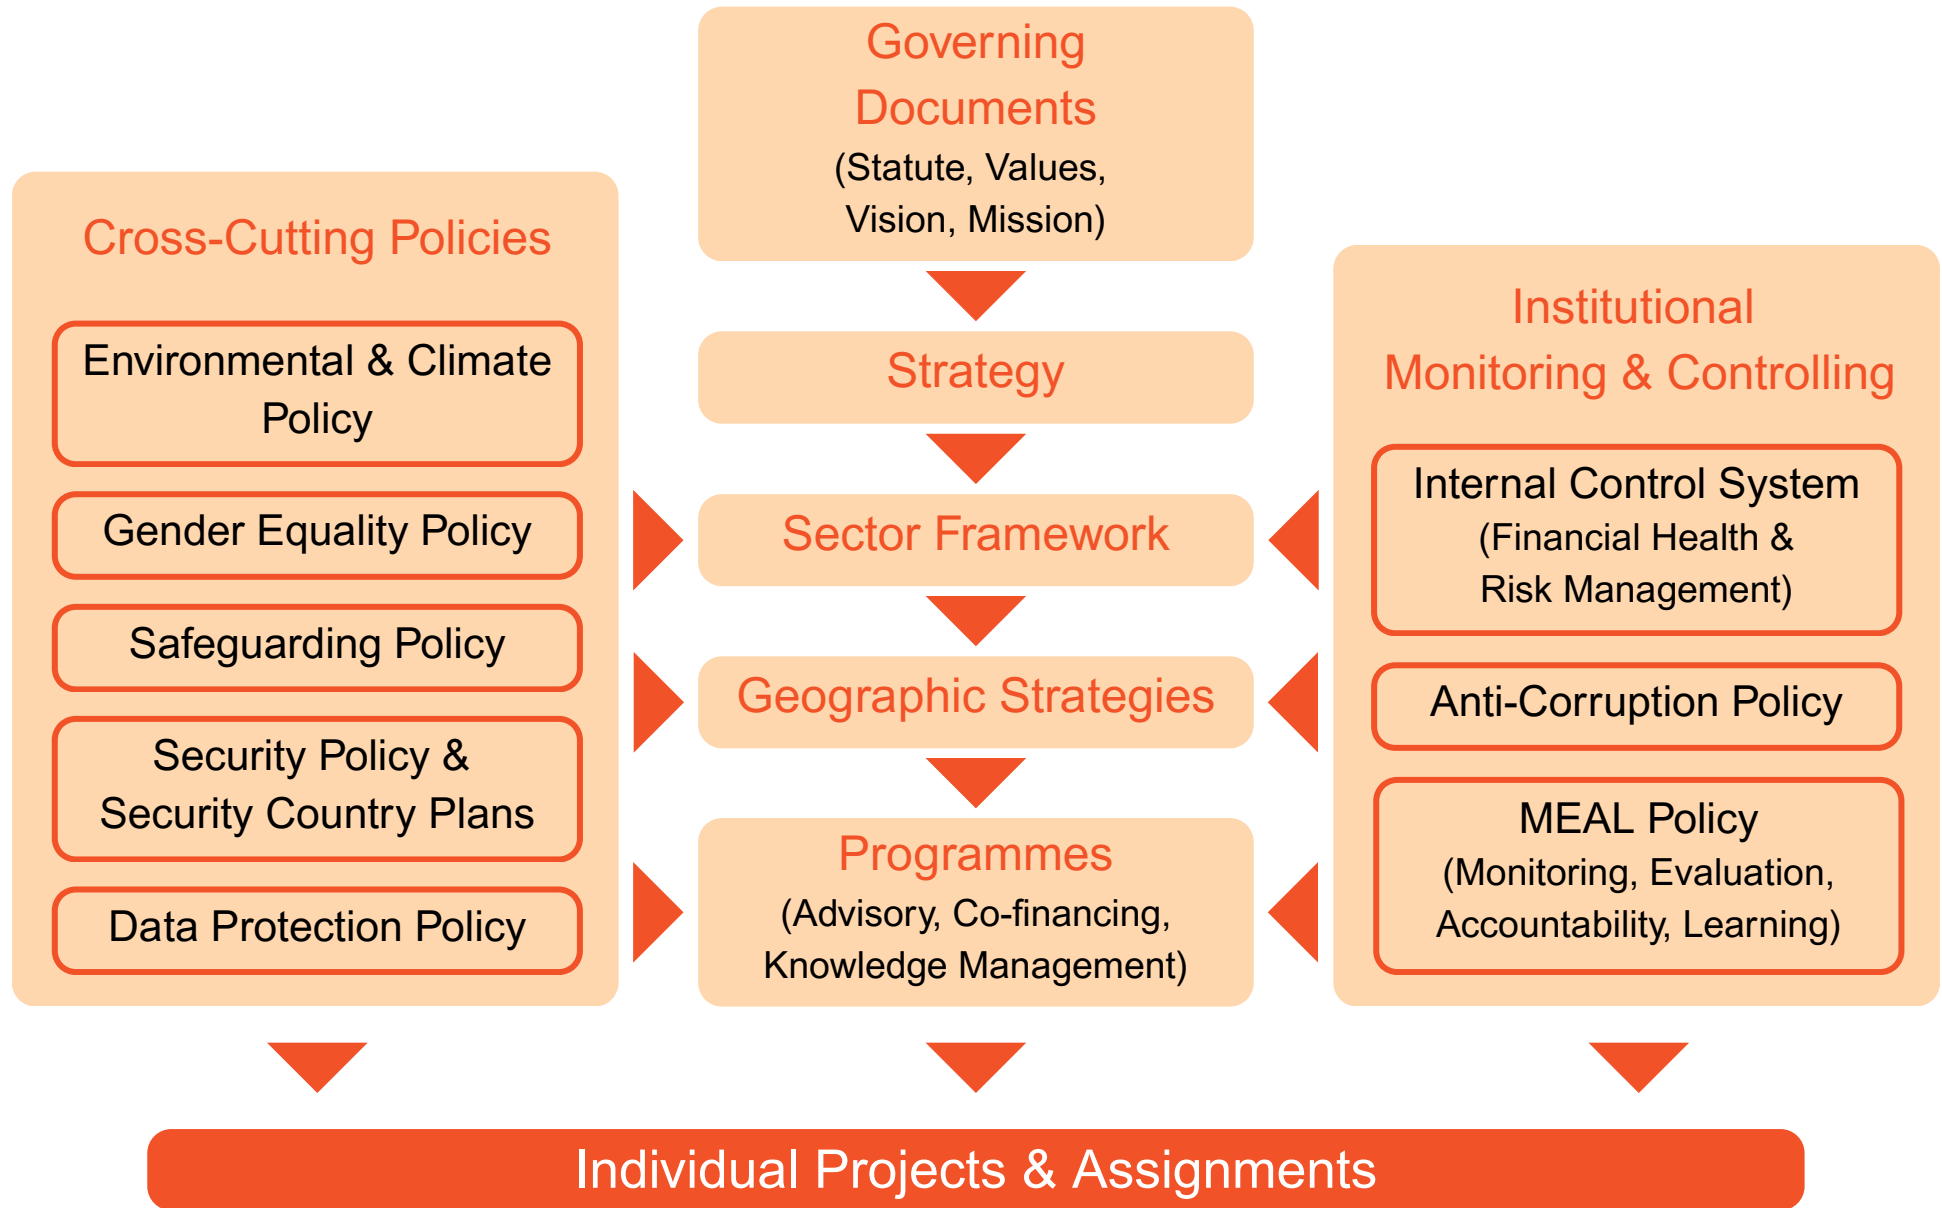 Governing
Documents
(Statute, Values,
Vision, Mission)
Cross-Cutting Policies
Environmental & Climate
Policy
Gender Equality Policy
Safeguarding Policy
Security Policy &
Security Country Plans
Data Protection Policy
Strategy
Sector Framework
Geographic Strategies
Programmes
(Advisory, Co-financing,
Knowledge Management)
Institutional
Monitoring & Controlling
Internal Control System
(Financial Health &
Risk Management)
Anti-Corruption Policy
MEAL Policy
(Monitoring, Evaluation,
Accountability, Learning)
Individual Projects & Assignments